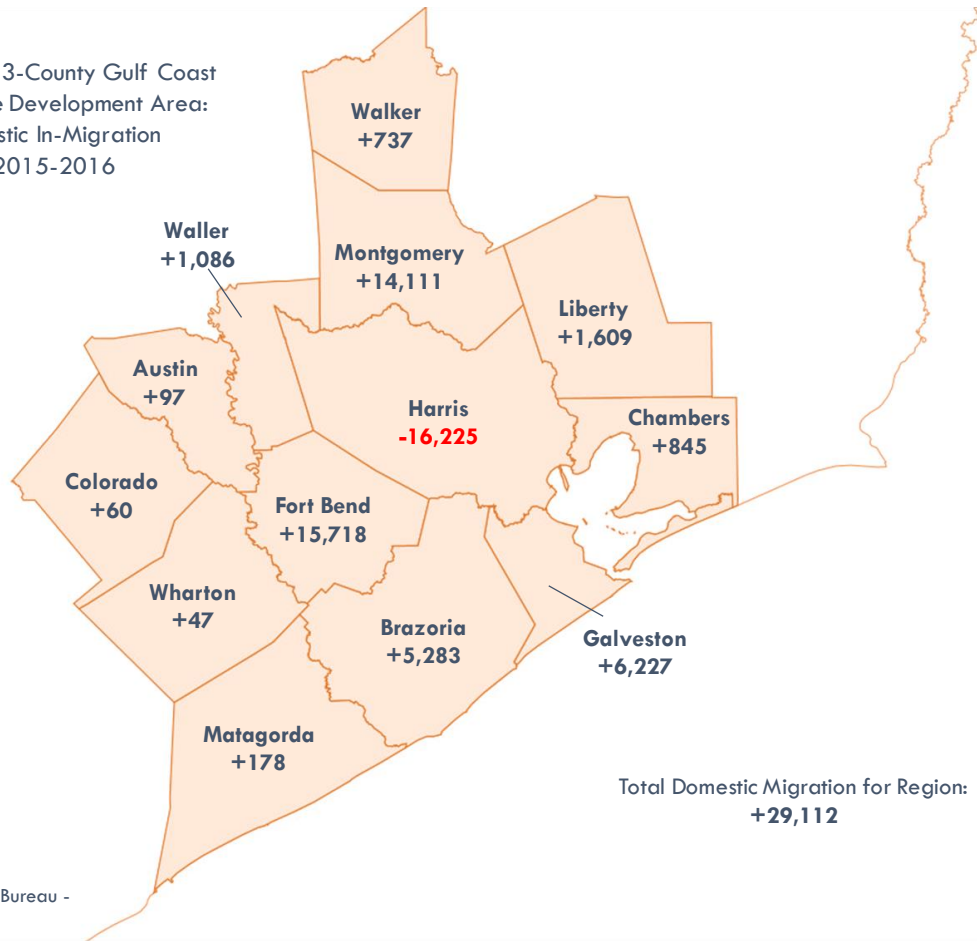 3-County Gulf Coast
Development Area:
In-Migration
2015-2016
Walker
+737
Waller
+1,086
Montgomery
+14,111
Liberty
+1,609
Austin
+97
Harris
-16,225
Chambers
+845
Colorado
+60
Fort Bend
+15,718
Wharton
+47
Brazoria
+5,283
Galveston
+6,227
Matagorda
+178
Total Domestic Migration for Region:
+29,112
Bureau -